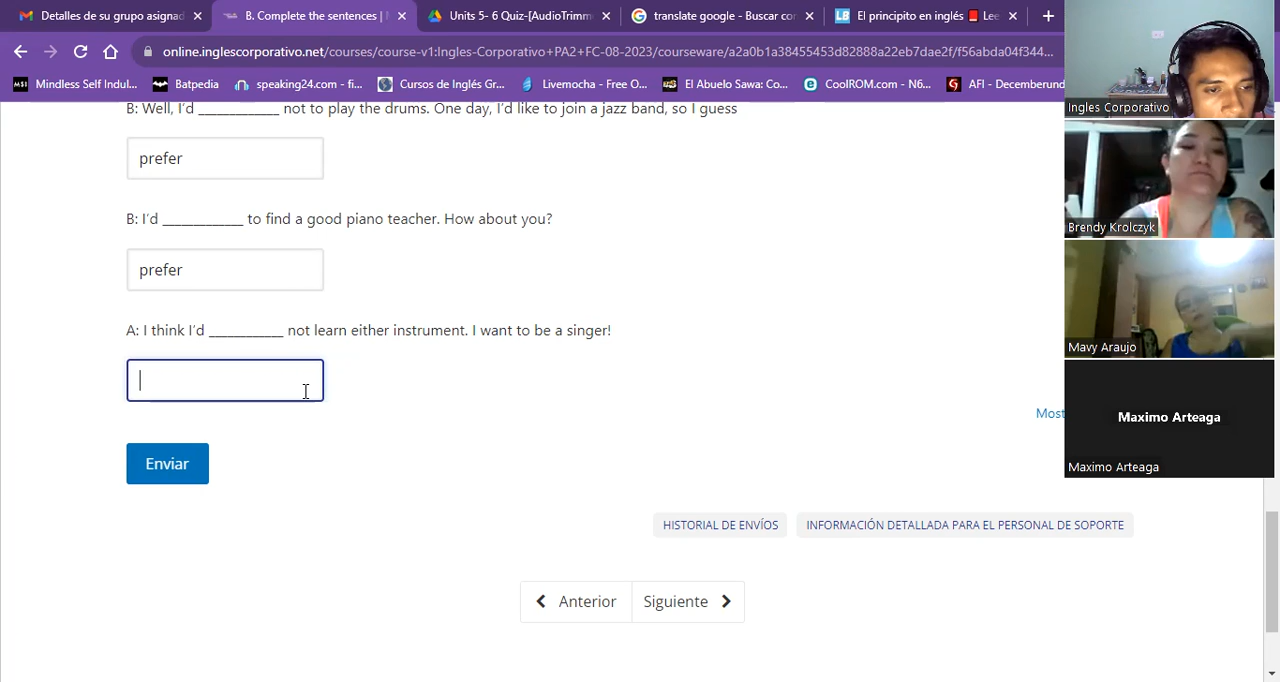 Detalles de su grupo asignad
B. Complete the sentences |
Units 5- 6 Quiz-[AudioTrimm
translate google - Buscar con
El principito en inglés 📕 Lee
online.inglescorporativo.net/courses/course-v1:Ingles-Corporativo+PA2+FC-08-2023/courseware/a2a0b1a38455453d82888a22eb7dae2f/f56abda04f344...
Mindless Self Indul...
Batpedia
speaking24.com - fi...
Cursos de Inglés Gr...
Livemocha - Free O...
El Abuelo Sawa: Co...
CoolROM.com - N6...
AFI - Decemberund
B: Well, I'd ____________ not to play the drums. One day, I'd like to join a jazz band, so I guess
prefer
B: I'd ____________ to find a good piano teacher. How about you?
prefer
A: I think I'd ___________ not learn either instrument. I want to be a singer!
Most
Enviar
HISTORIAL DE ENVÍOS
INFORMACIÓN DETALLADA PARA EL PERSONAL DE SOPORTE
Anterior
Siguiente
Ingles Corporativo
Brendy Krolczyk
Mavy Araujo
Maximo Arteaga
Maximo Arteaga